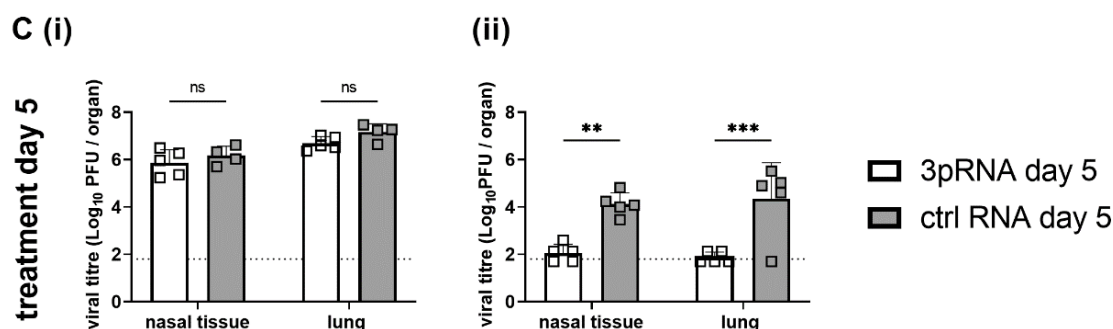 C (i)
(ii)
treatment day 5
viral titre (Log₁₀ PFU / organ)
8
6
4
2
0
ns
ns
nasal tissue
lung
viral titre (Log₁₀PFU / organ)
8
6
4
2
0
**
***
nasal tissue
lung
3pRNA day 5
ctrl RNA day 5